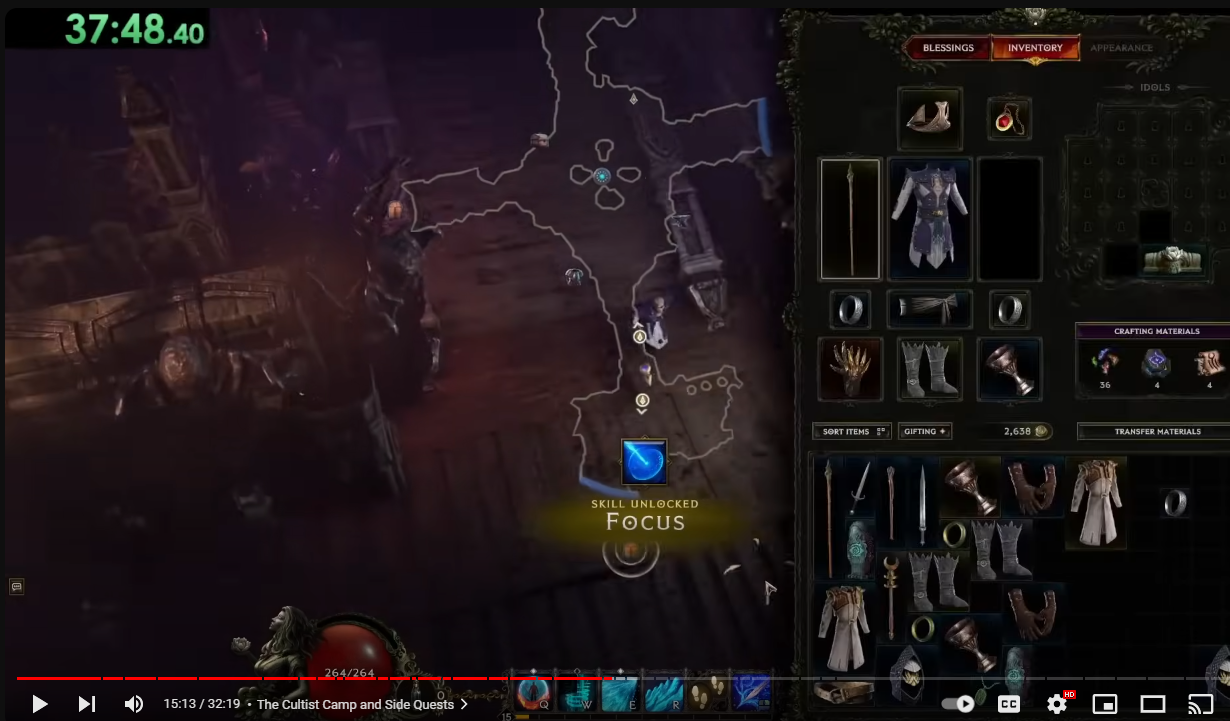 37:48.40
BLESSINGS
INVENTORY
APPEARANCE
IDOLS
CRAFTING MATERIALS
36
4
4
SORT ITEMS
GIFTING
2,638
TRANSFER MATERIALS
SKILL UNLOCKED
FOCUS
264/264
Q
W
E
R
15
15:13 / 32:19 • The Cultist Camp and Side Quests
CC
HD